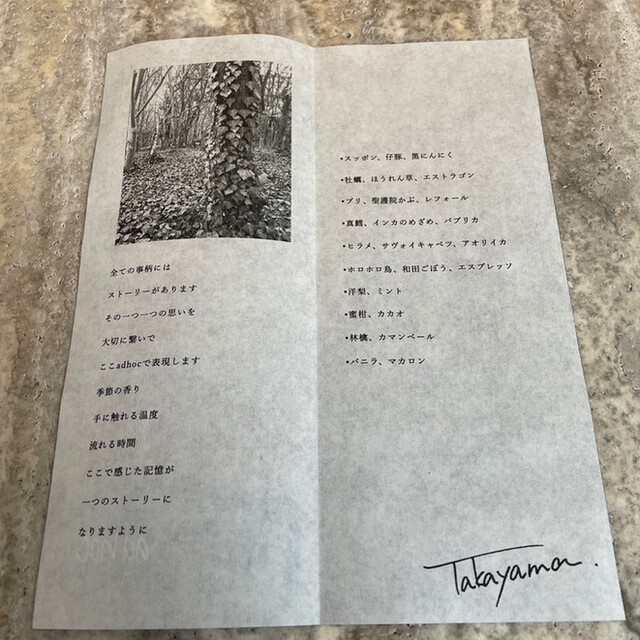 全ての事柄には
ストーリーがあります
その一つ一つの思いを
大切に繋いで
ここadhocで表現します
季節の香り
手に触れる温度
流れる時間
ここで感じた記憶が
一つのストーリーに
なりますように
•スッポン、仔豚、黒にんにく
•牡蠣、ほうれん草、エストラゴン
•ブリ、聖護院かぶ、レフォール
•真鱈、インカのめざめ、パプリカ
•ヒラメ、サヴォイキャベツ、アオリイカ
•ホロホロ鳥、和田ごぼう、エスプレッソ
•洋梨、ミント
•蜜柑、カカオ
•林檎、カマンベール
•バニラ、マカロン
Takayama.